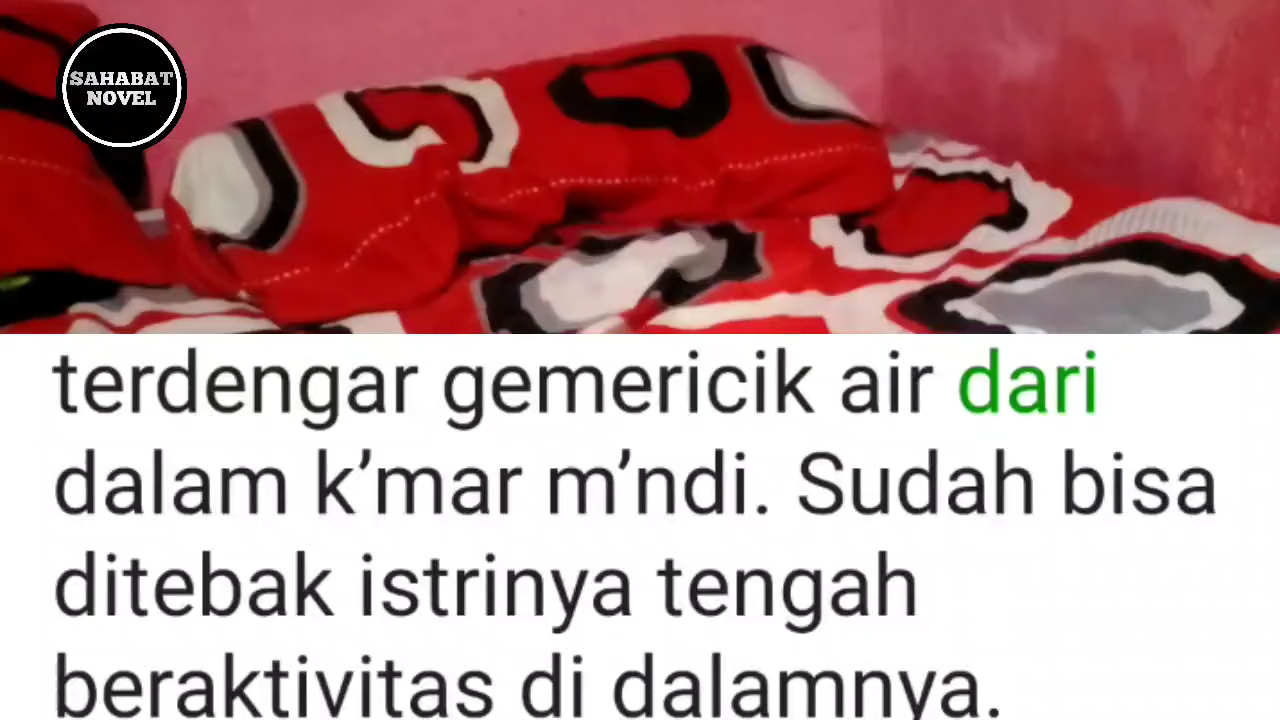 SAHABAT
NOVEL
terdengar gemericik air dari
dalam k’mar m’ndi. Sudah bisa
ditebak istrinya tengah
beraktivitas di dalamnya.